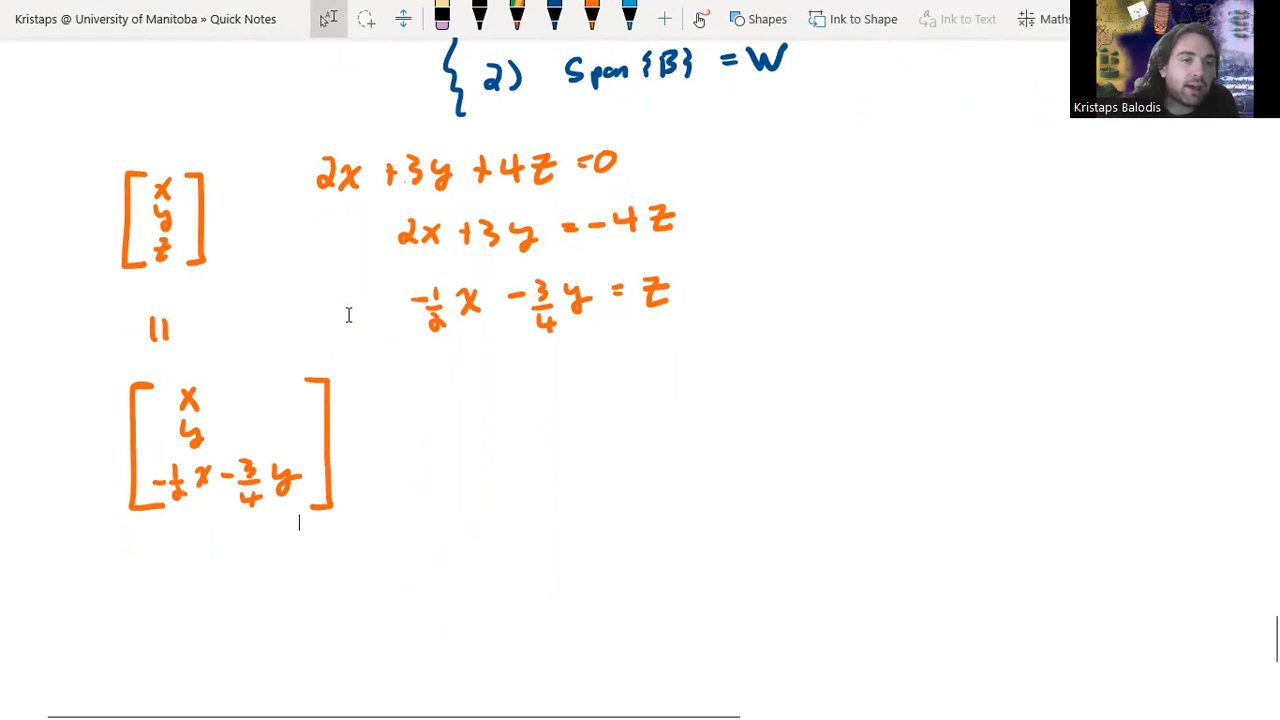 Kristaps @ University of Manitoba » Quick Notes
Shapes
Ink to Shape
Ink to Text
Maths
Kristaps Balodis
2) Span {B} = W
[x y z]
2x + 3y + 4z = 0
2x + 3y = -4z
-1/2 x - 3/4 y = z
||
[x
y
-1/2 x - 3/4 y]